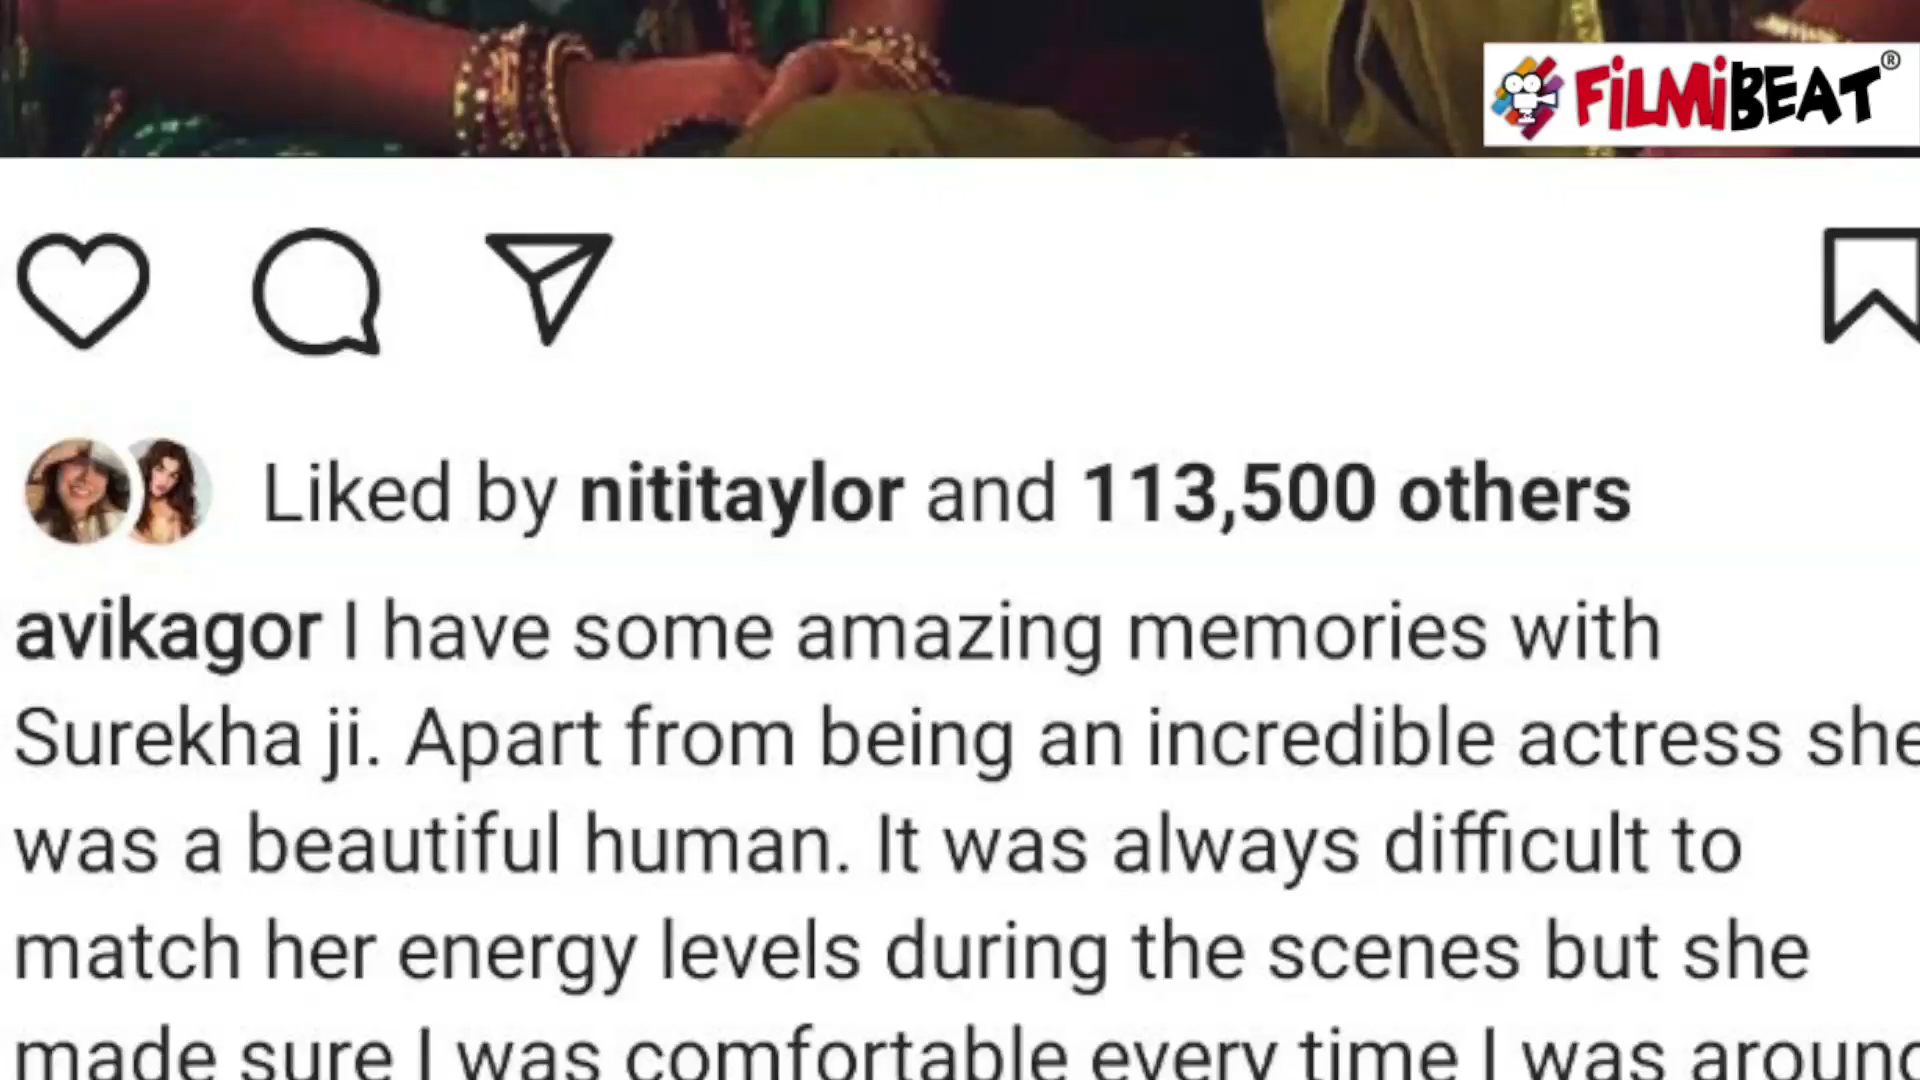 FiLMiBEAT®
Liked by nititaylor and 113,500 others
avikagor I have some amazing memories with
Surekha ji. Apart from being an incredible actress she
was a beautiful human. It was always difficult to
match her energy levels during the scenes but she
made sure I was comfortable every time I was around